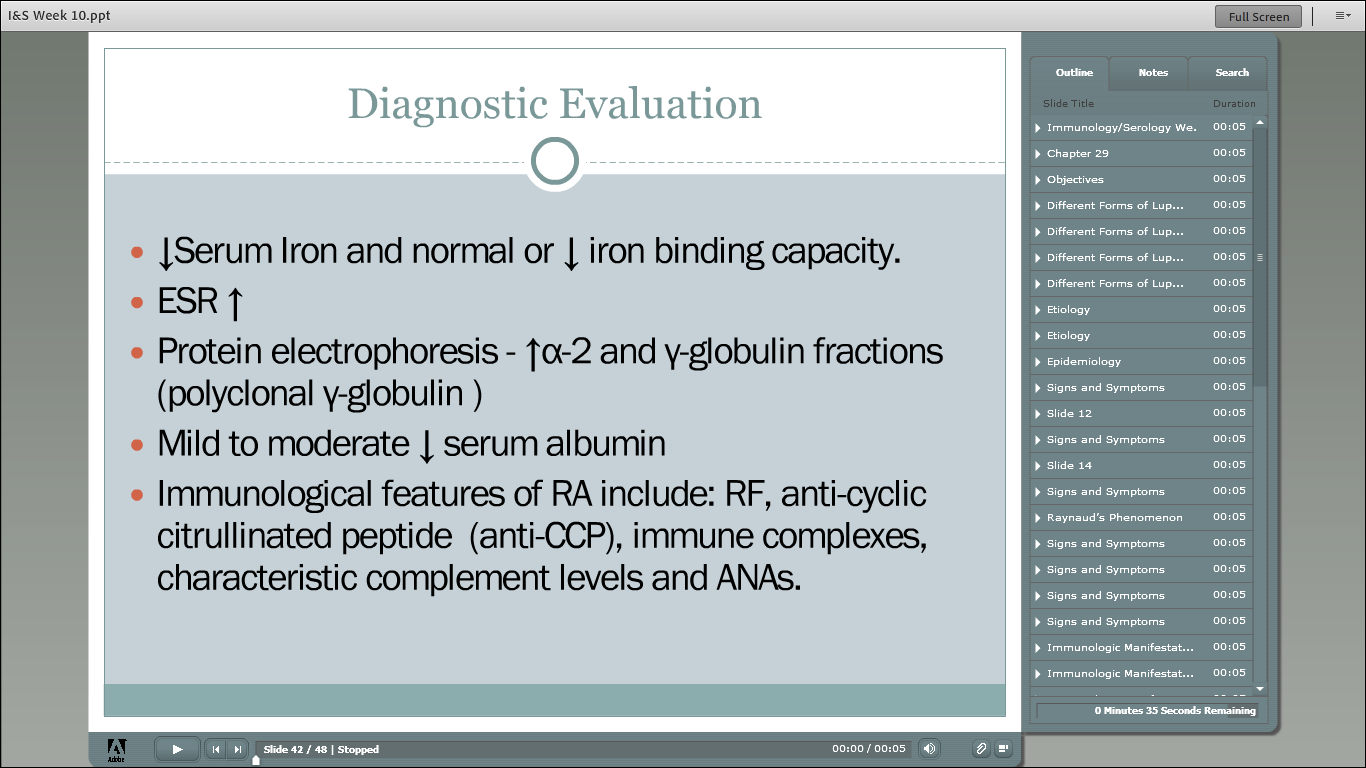 I&S Week 10.ppt
Full Screen
Diagnostic Evaluation
↓Serum Iron and normal or ↓ iron binding capacity.
ESR ↑
Protein electrophoresis - ↑α-2 and γ-globulin fractions
(polyclonal γ-globulin )
Mild to moderate ↓ serum albumin
Immunological features of RA include: RF, anti-cyclic
citrullinated peptide  (anti-CCP), immune complexes,
characteristic complement levels and ANAs.
Outline Notes Search
Slide Title Duration
Immunology/Serology We. 00:05
Chapter 29 00:05
Objectives 00:05
Different Forms of Lup... 00:05
Different Forms of Lup... 00:05
Different Forms of Lup... 00:05
Different Forms of Lup... 00:05
Etiology 00:05
Etiology 00:05
Epidemiology 00:05
Signs and Symptoms 00:05
Slide 12 00:05
Signs and Symptoms 00:05
Slide 14 00:05
Signs and Symptoms 00:05
Raynaud's Phenomenon 00:05
Signs and Symptoms 00:05
Signs and Symptoms 00:05
Signs and Symptoms 00:05
Signs and Symptoms 00:05
Immunologic Manifestat... 00:05
Immunologic Manifestat... 00:05
0 Minutes 35 Seconds Remaining
Adobe
Slide 42 / 48 | Stopped 00:00 / 00:05